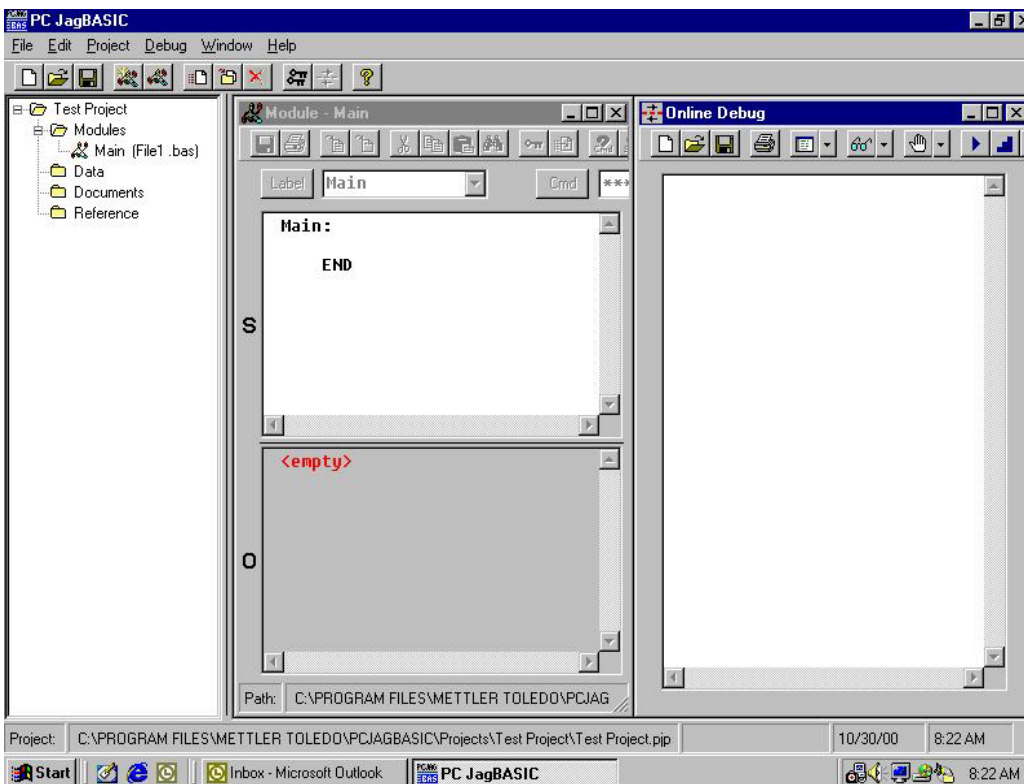 PC JagBASIC
File Edit Project Debug Window Help
Test Project
Modules
Main (File1 .bas)
Data
Documents
Reference
Module - Main
Label Main Cmd ***
Main:
END
S
<empty>
O
Path: C:\PROGRAM FILES\METTLER TOLEDO\PCJAG
Online Debug
Project: C:\PROGRAM FILES\METTLER TOLEDO\PCJAGBASIC\Projects\Test Project\Test Project.pjp 10/30/00 8:22 AM
Start Inbox - Microsoft Outlook PC JagBASIC 8:22 AM